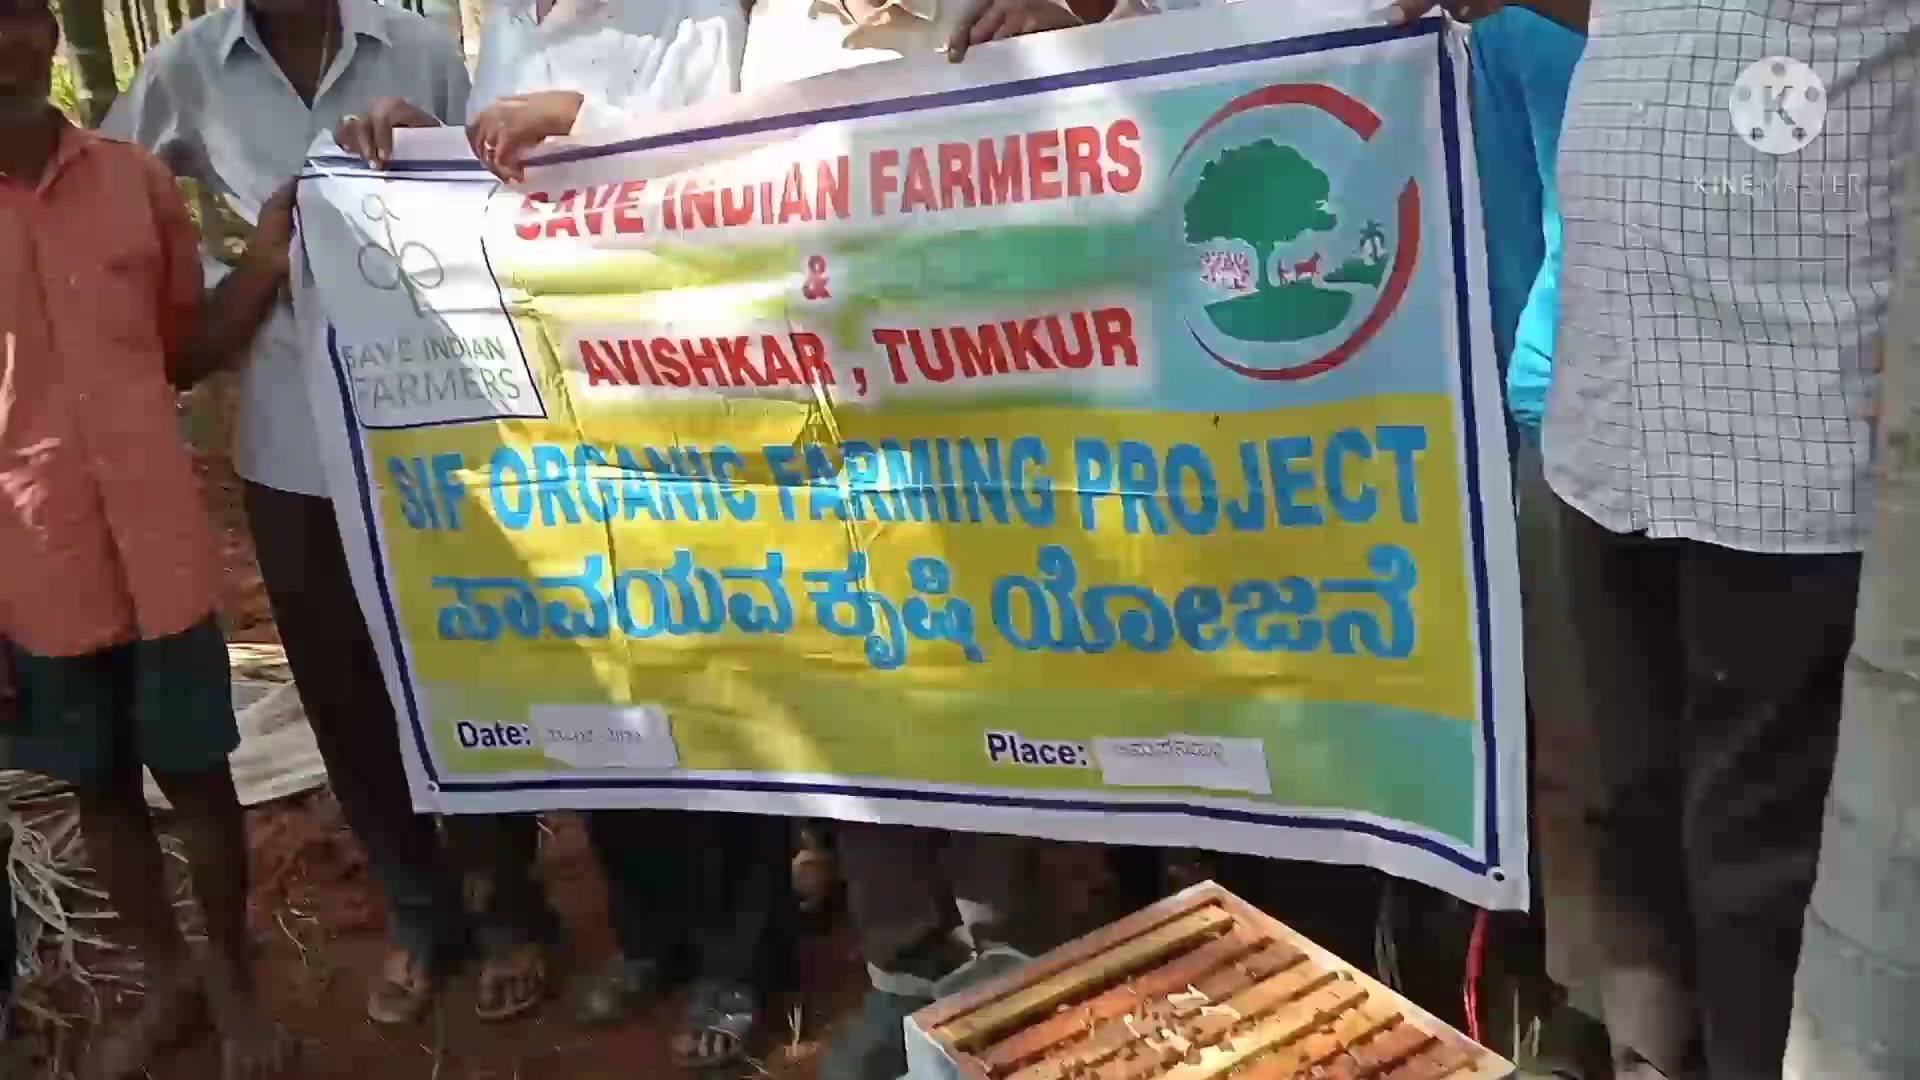 SAVE INDIAN FARMERS
&
AVISHKAR , TUMKUR
SAVE INDIAN
FARMERS
SIF ORGANIC FARMING PROJECT
ಸಾವಯವ ಕೃಷಿ ಯೋಜನೆ
Date:
Place:
K
KINEMASTER